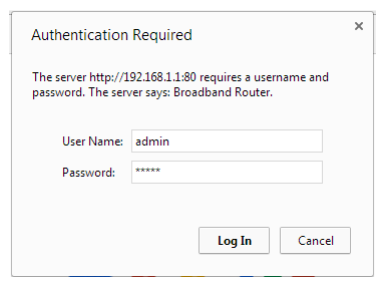 Authentication Required
The server http://192.168.1.1:80 requires a username and
password. The server says: Broadband Router.
User Name: admin
Password: *****
Log In Cancel